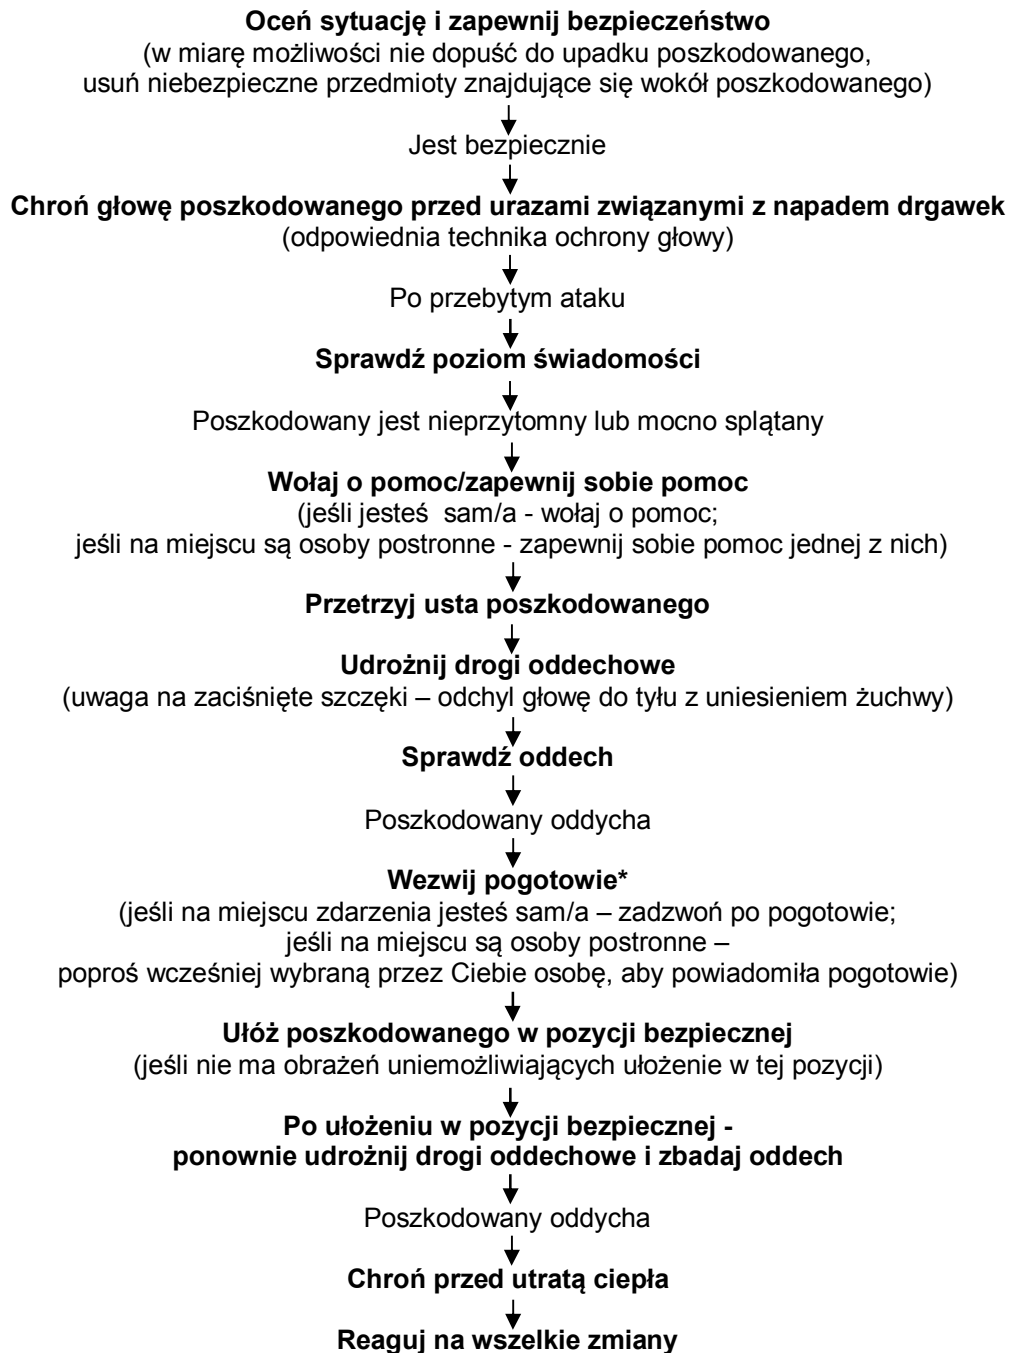 Oceń sytuację i zapewnij bezpieczeństwo
(w miarę możliwości nie dopuść do upadku poszkodowanego,
usuń niebezpieczne przedmioty znajdujące się wokół poszkodowanego)
Jest bezpiecznie
Chroń głowę poszkodowanego przed urazami związanymi z napadem drgawek
(odpowiednia technika ochrony głowy)
Po przebytym ataku
Sprawdź poziom świadomości
Poszkodowany jest nieprzytomny lub mocno splątany
Wołaj o pomoc/zapewnij sobie pomoc
(jeśli jesteś sam/a - wołaj o pomoc;
jeśli na miejscu są osoby postronne - zapewnij sobie pomoc jednej z nich)
Przetrzyj usta poszkodowanego
Udrożnij drogi oddechowe
(uwaga na zaciśnięte szczęki – odchyl głowę do tyłu z uniesieniem żuchwy)
Sprawdź oddech
Poszkodowany oddycha
Wezwij pogotowie*
(jeśli na miejscu zdarzenia jesteś sam/a – zadzwoń po pogotowie;
jeśli na miejscu są osoby postronne –
poproś wcześniej wybraną przez Ciebie osobę, aby powiadomiła pogotowie)
Ułóż poszkodowanego w pozycji bezpiecznej
(jeśli nie ma obrażeń uniemożliwiających ułożenie w tej pozycji)
Po ułożeniu w pozycji bezpiecznej -
ponownie udrożnij drogi oddechowe i zbadaj oddech
Poszkodowany oddycha
Chroń przed utratą ciepła
Reaguj na wszelkie zmiany